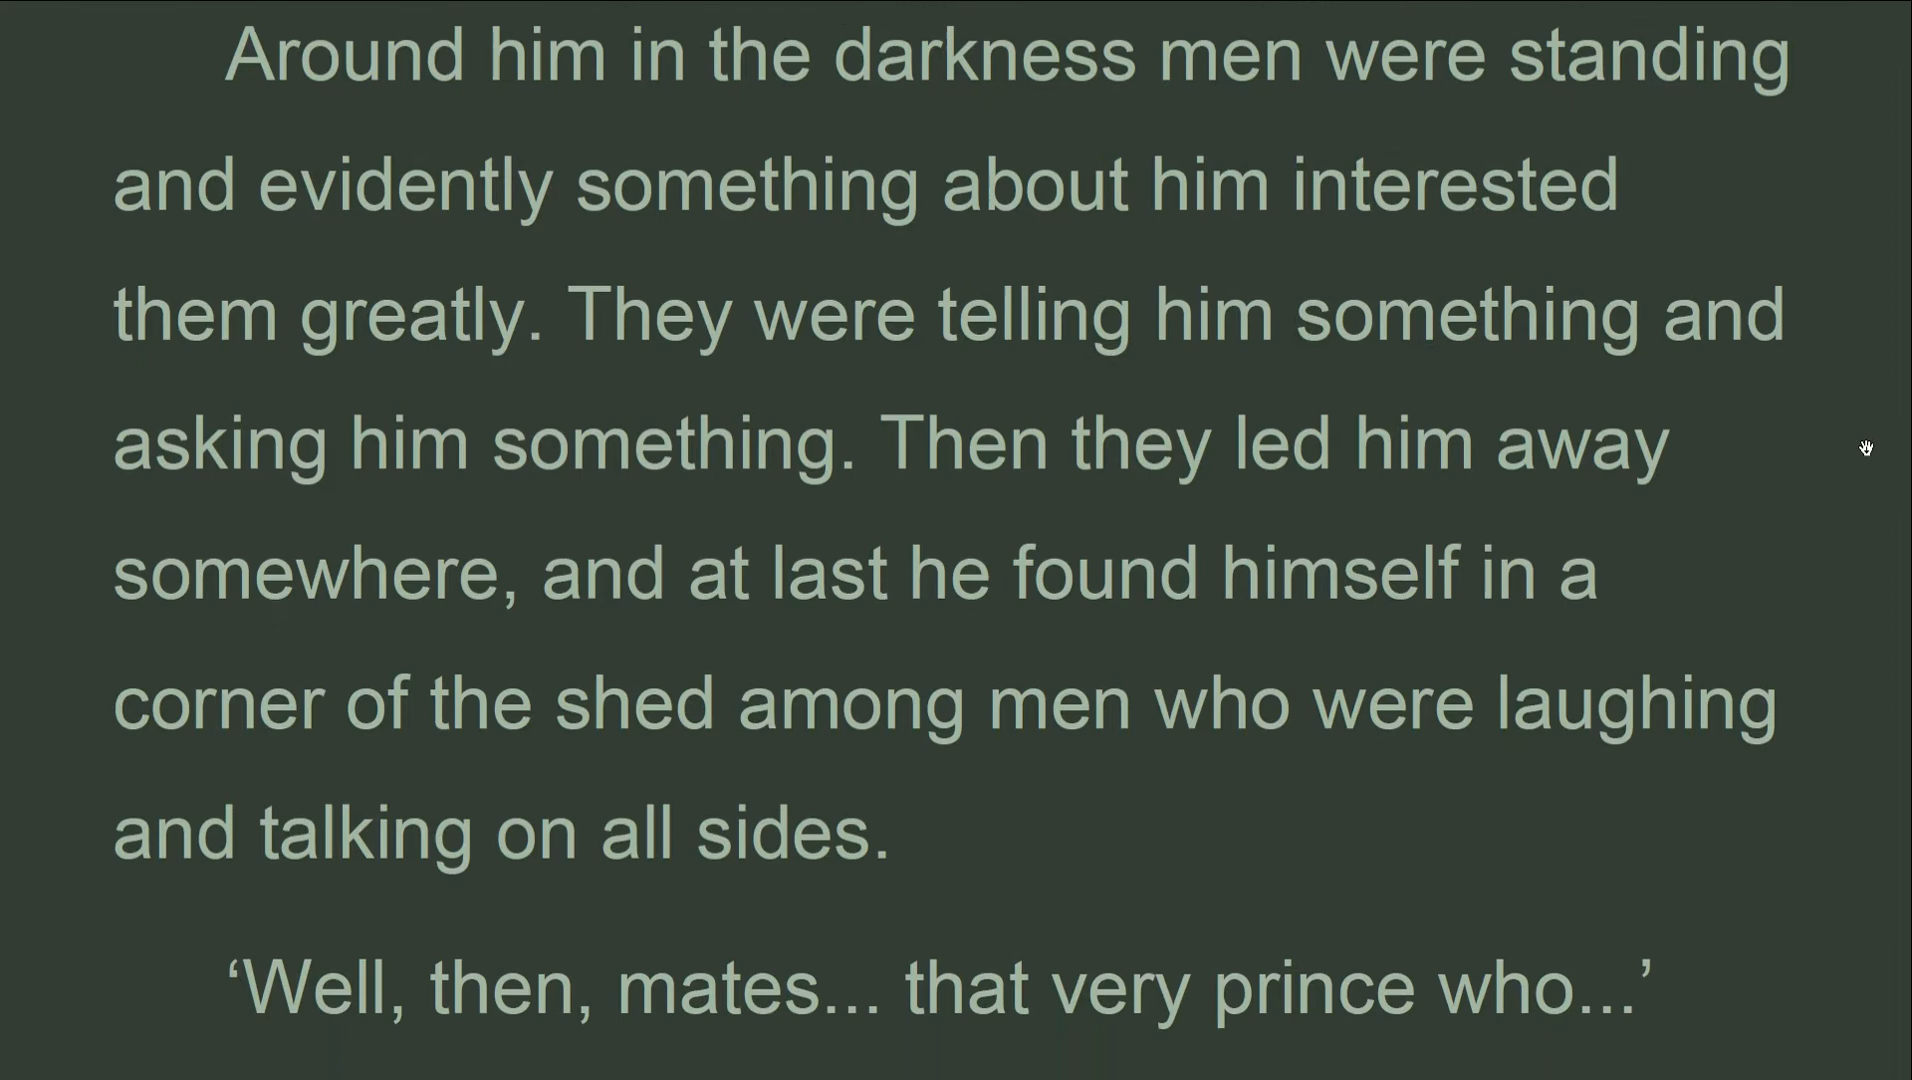 Around him in the darkness men were standing
and evidently something about him interested
them greatly. They were telling him something and
asking him something. Then they led him away
somewhere, and at last he found himself in a
corner of the shed among men who were laughing
and talking on all sides.
‘Well, then, mates... that very prince who...’